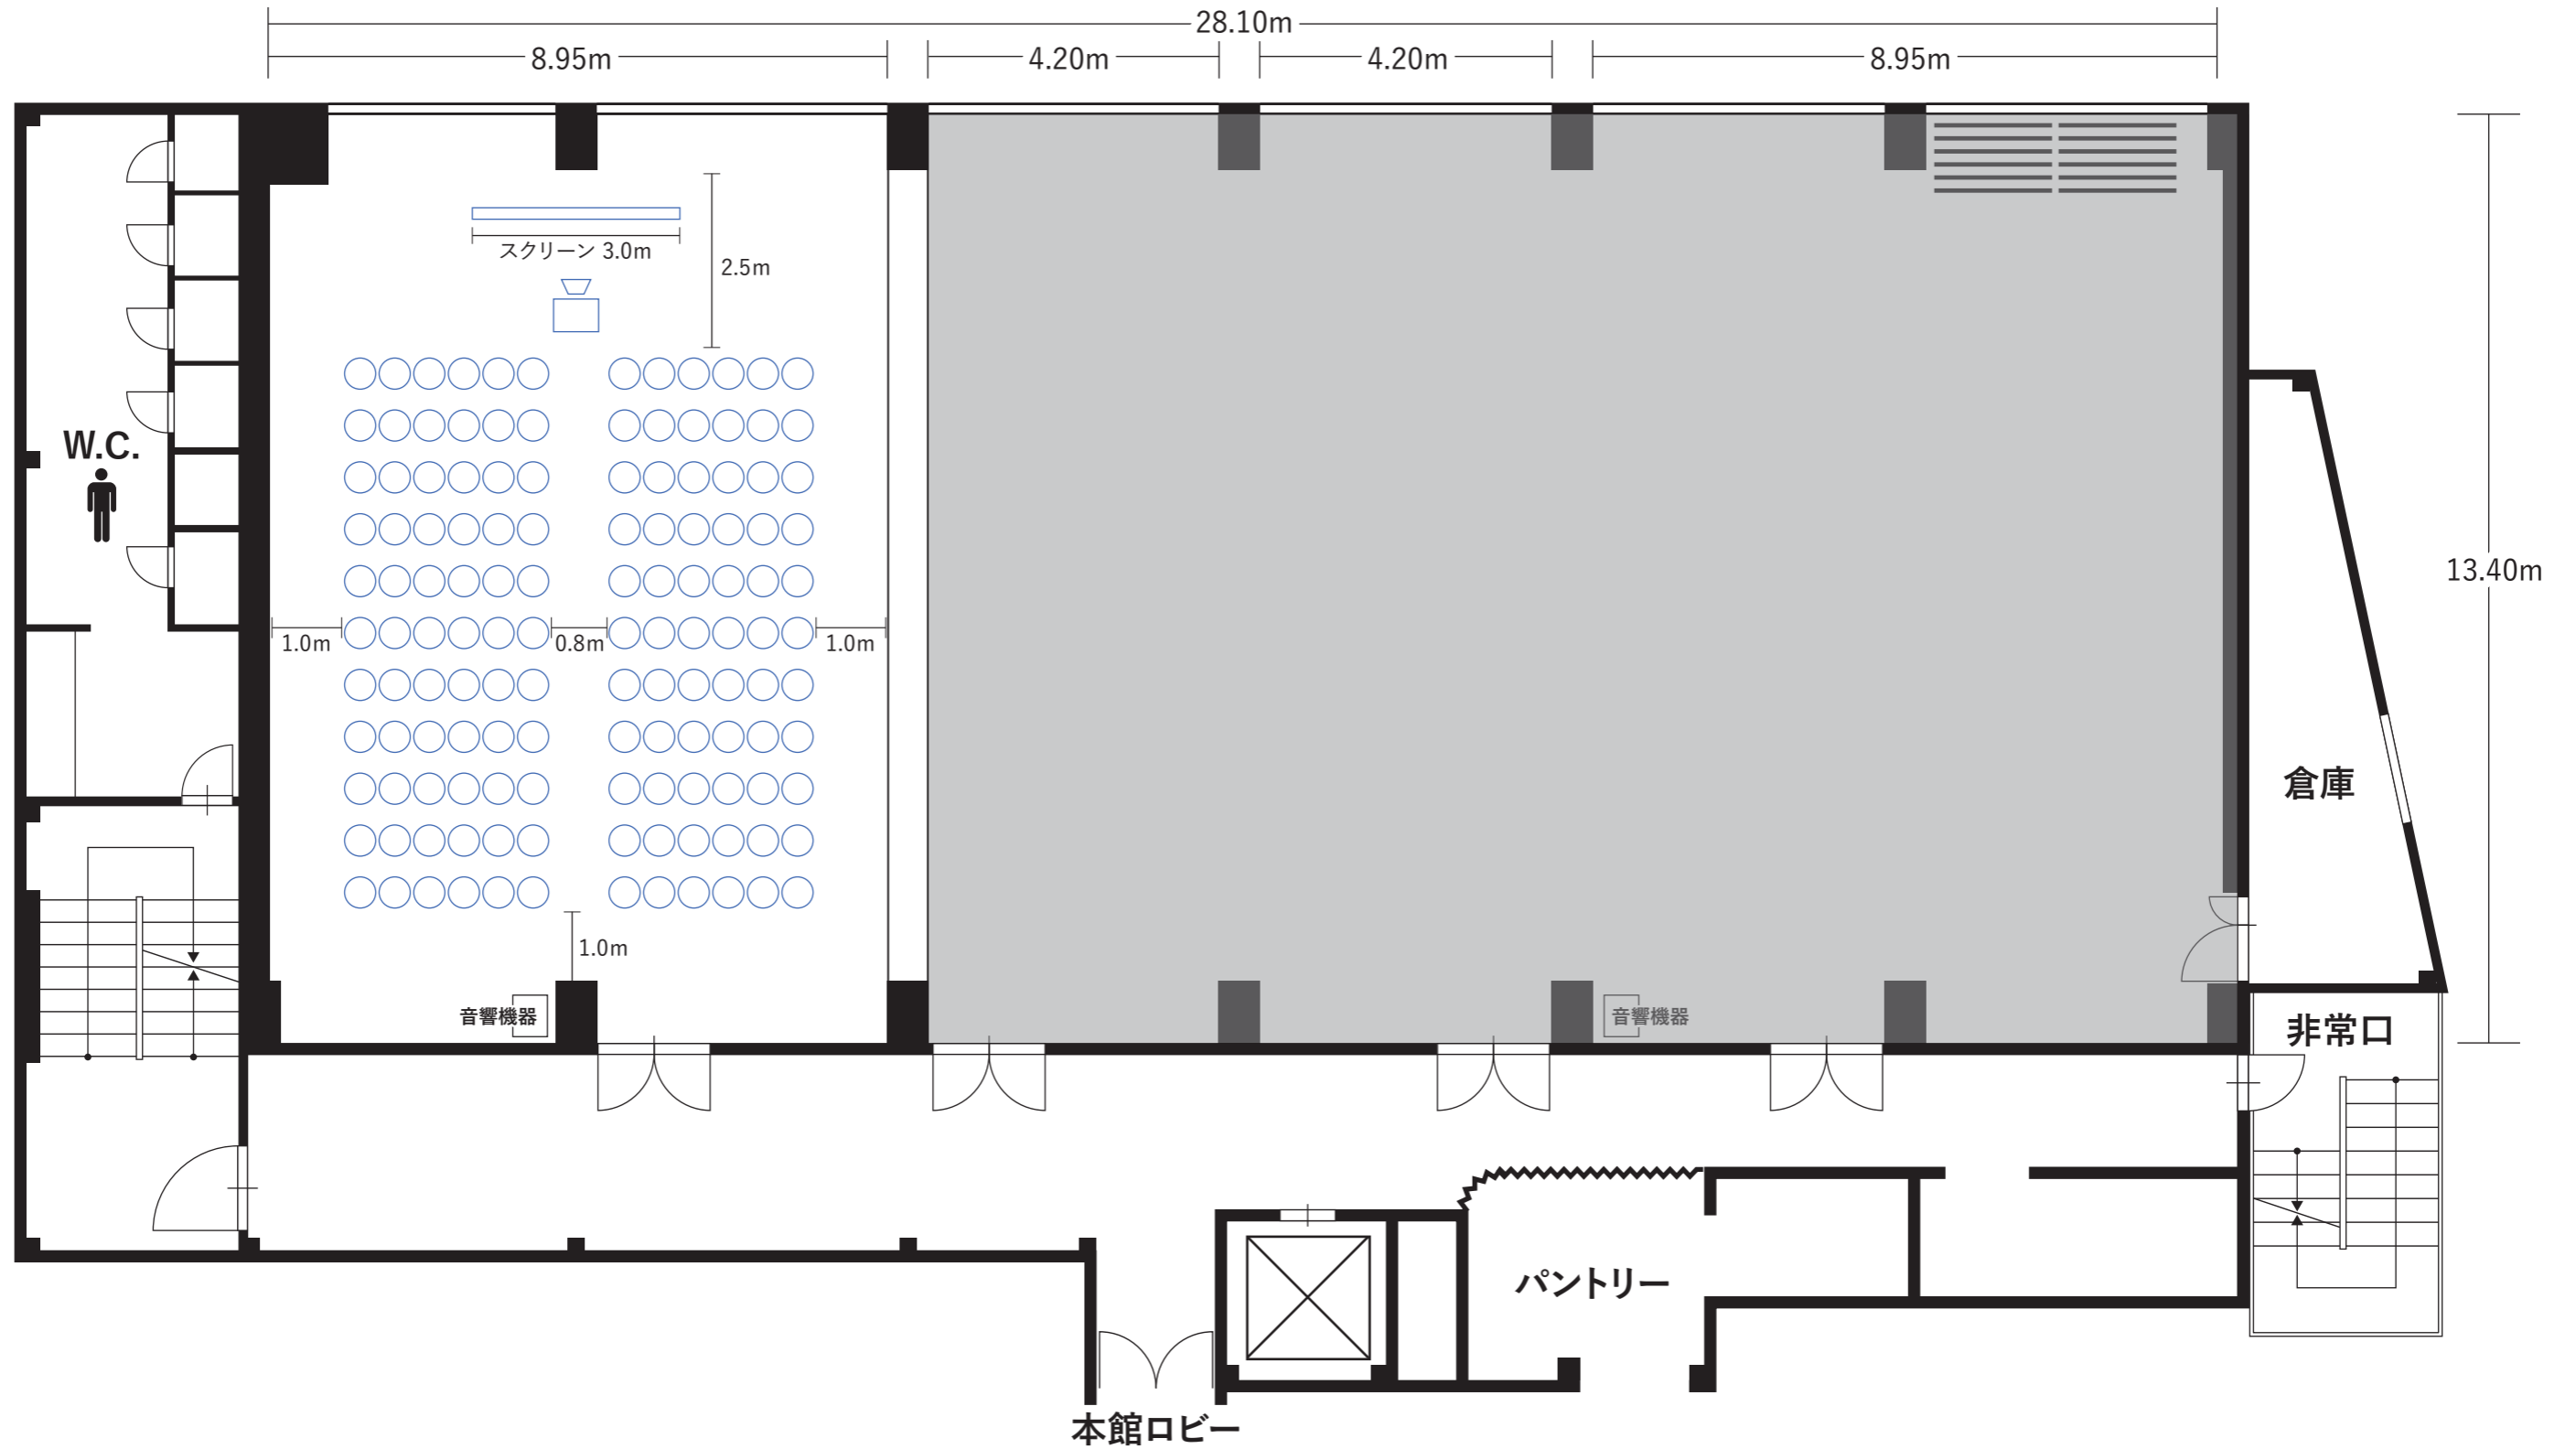 28.10m
8.95m
4.20m
4.20m
8.95m
スクリーン 3.0m
2.5m
W.C.
13.40m
1.0m
0.8m
1.0m
倉庫
1.0m
音響機器
音響機器
非常口
パントリー
本館ロビー